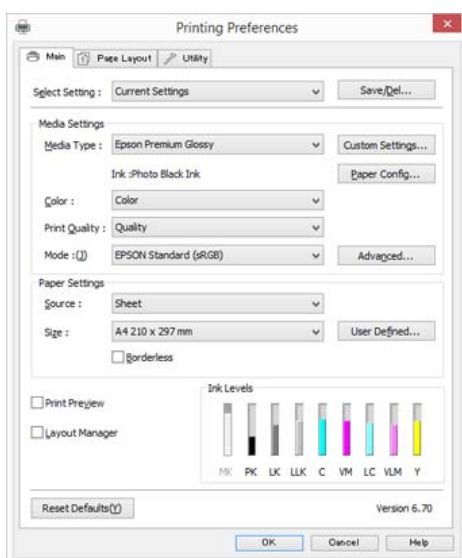 Printing Preferences
Main Page Layout Utility
Select Setting : Current Settings Save/Del...
Media Settings
Media Type : Epson Premium Glossy Custom Settings...
Ink :Photo Black Ink Paper Config...
Color : Color
Print Quality : Quality
Mode :(J) EPSON Standard (sRGB) Advanced...
Paper Settings
Source : Sheet
Size : A4 210 x 297 mm User Defined...
Borderless
Print Preview
Layout Manager
Ink Levels
MK PK LK LLK C VM LC VLM Y
Reset Defaults(Y) Version 6.70
OK Cancel Help